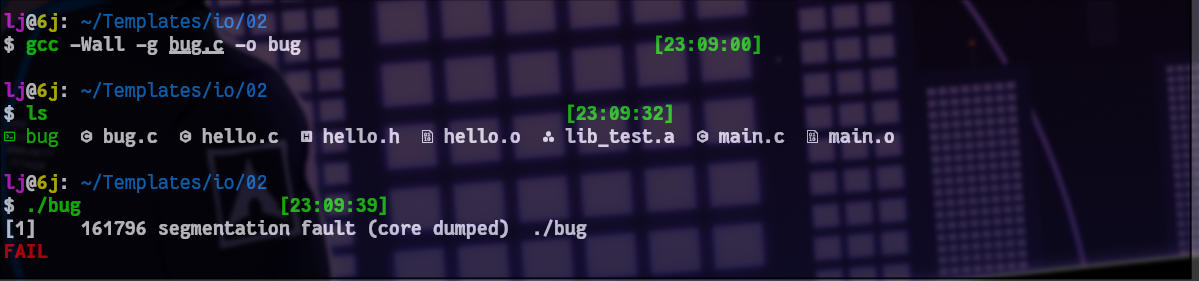 lj@6j: ~/Templates/io/02
$ gcc -Wall -g bug.c -o bug [23:09:00]
lj@6j: ~/Templates/io/02
$ ls [23:09:32]
bug bug.c hello.c hello.h hello.o lib_test.a main.c main.o
lj@6j: ~/Templates/io/02
$ ./bug [23:09:39]
[1] 161796 segmentation fault (core dumped) ./bug
FAIL